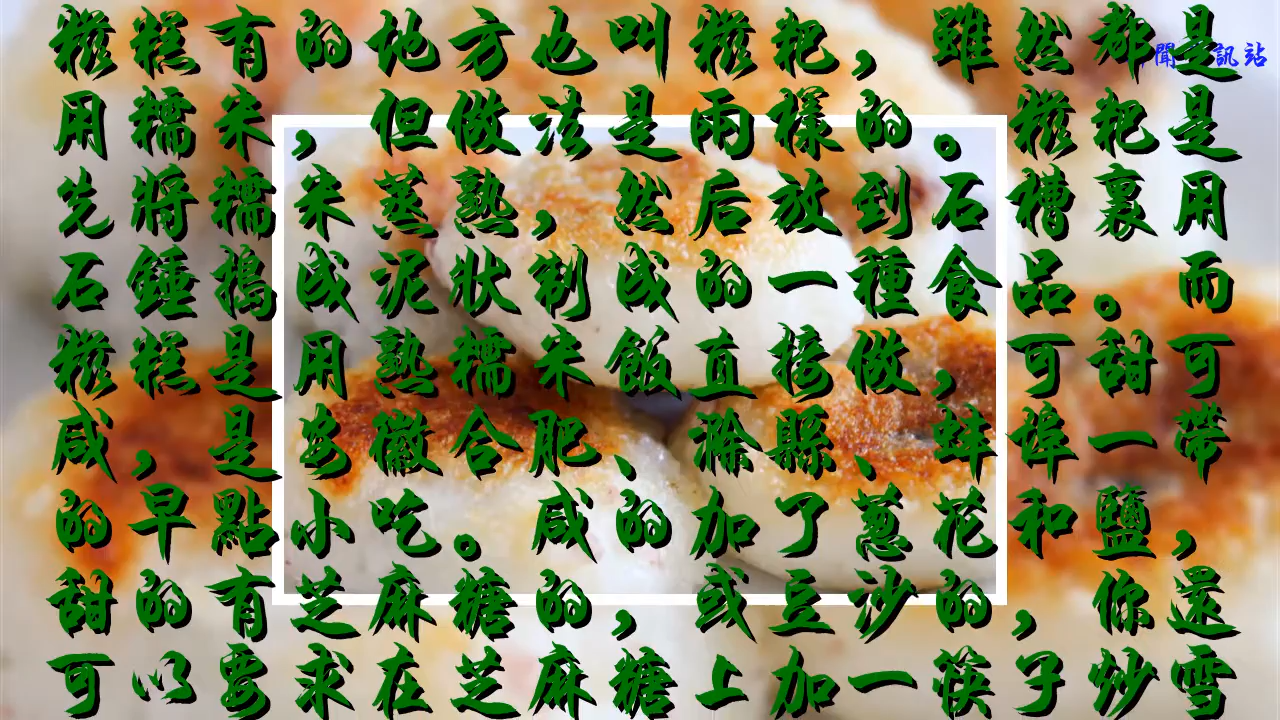 糍糕有的地方也叫糍粑，雖然都是
用糯米，但做法是兩樣的。糍粑是
先將糯米蒸熟，然后放到石槽裏用
石錘搗成泥狀制成的一種食品。而
糍糕是用熟糯米飯直接做，可甜可
咸，是安徽合肥、滁縣、蚌埠一帶
的早點小吃。咸的加了蔥花和鹽，
甜的有芝麻糖的，或豆沙的，你還
可以要求在芝麻糖上加一筷子炒雪
聞 訊站